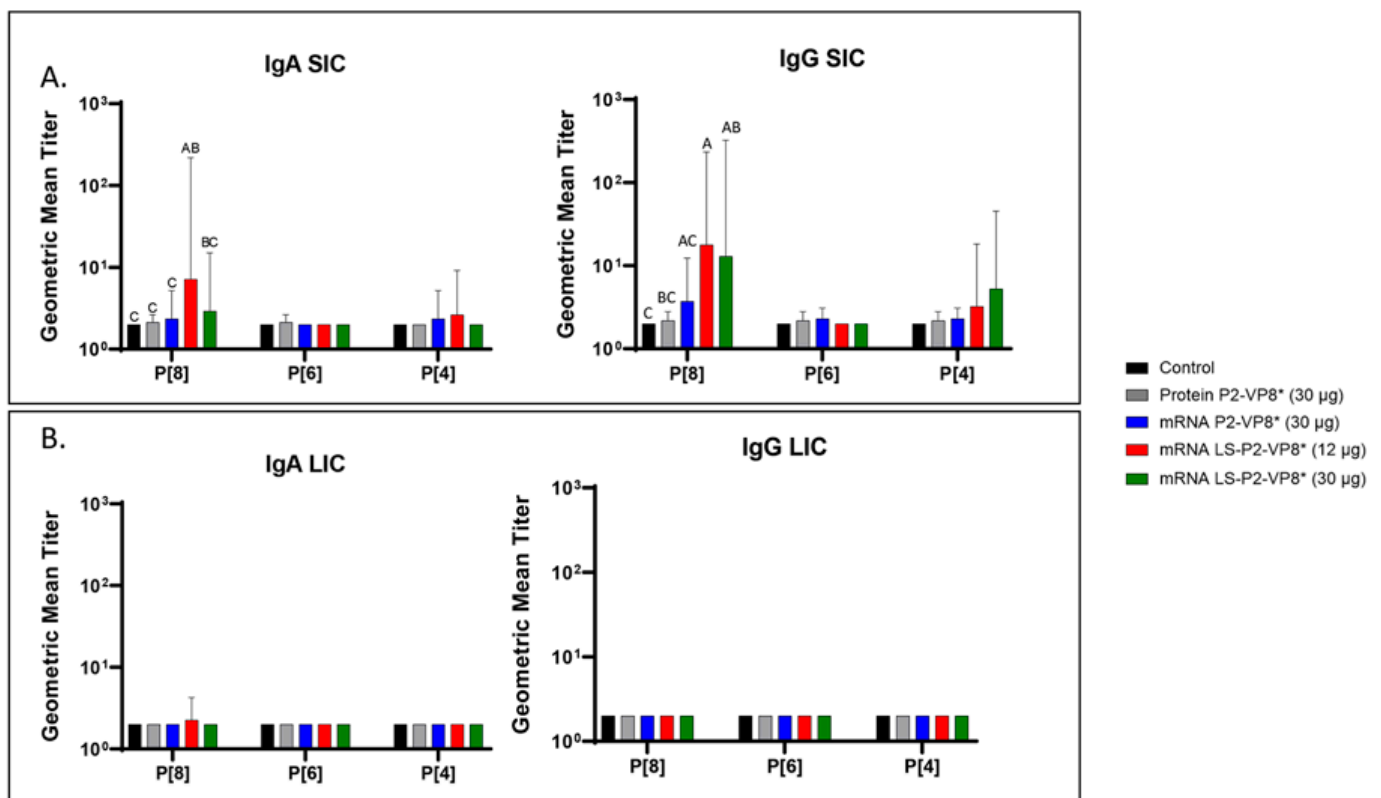 A.
IgA SIC
Geometric Mean Titer
10³
10²
10¹
10⁰
C
C
C
AB
BC
P[8]
P[6]
P[4]
IgG SIC
Geometric Mean Titer
10³
10²
10¹
10⁰
C
BC
AC
A
AB
P[8]
P[6]
P[4]
B.
IgA LIC
Geometric Mean Titer
10³
10²
10¹
10⁰
P[8]
P[6]
P[4]
IgG LIC
Geometric Mean Titer
10³
10²
10¹
10⁰
P[8]
P[6]
P[4]
Control
Protein P2-VP8* (30 µg)
mRNA P2-VP8* (30 µg)
mRNA LS-P2-VP8* (12 µg)
mRNA LS-P2-VP8* (30 µg)